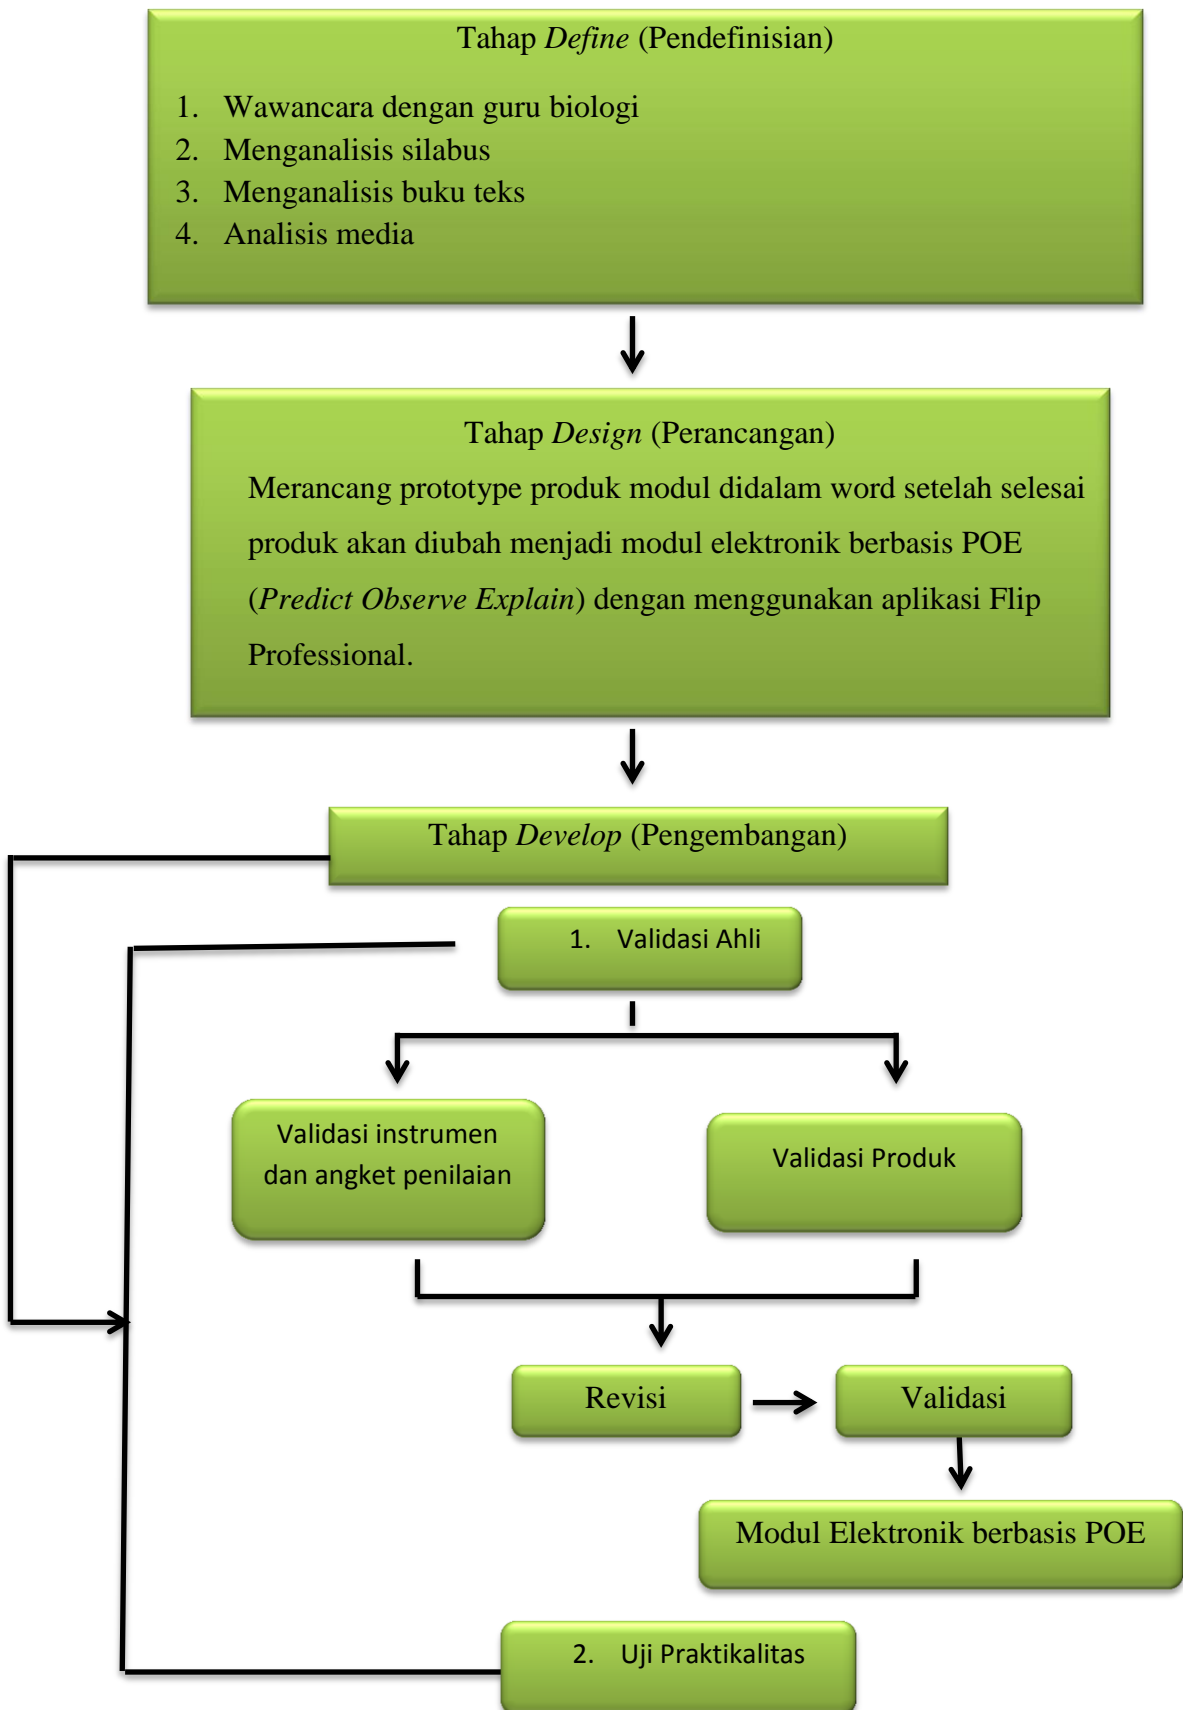 Tahap Define (Pendefinisian)
1. Wawancara dengan guru biologi
2. Menganalisis silabus
3. Menganalisis buku teks
4. Analisis media
Tahap Design (Perancangan)
Merancang prototype produk modul didalam word setelah selesai
produk akan diubah menjadi modul elektronik berbasis POE
(Predict Observe Explain) dengan menggunakan aplikasi Flip
Professional.
Tahap Develop (Pengembangan)
1. Validasi Ahli
Validasi instrumen
dan angket penilaian
Validasi Produk
Revisi
Validasi
Modul Elektronik berbasis POE
2. Uji Praktikalitas